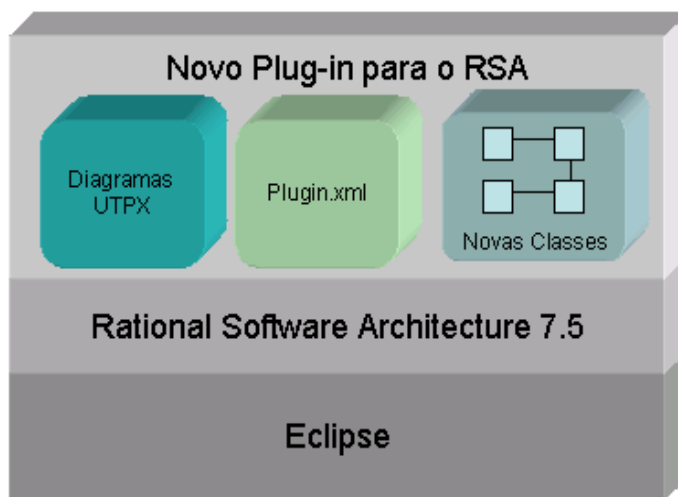 Novo Plug-in para o RSA
Diagramas
UTPX
Plugin.xml
Novas Classes
Rational Software Architecture 7.5
Eclipse